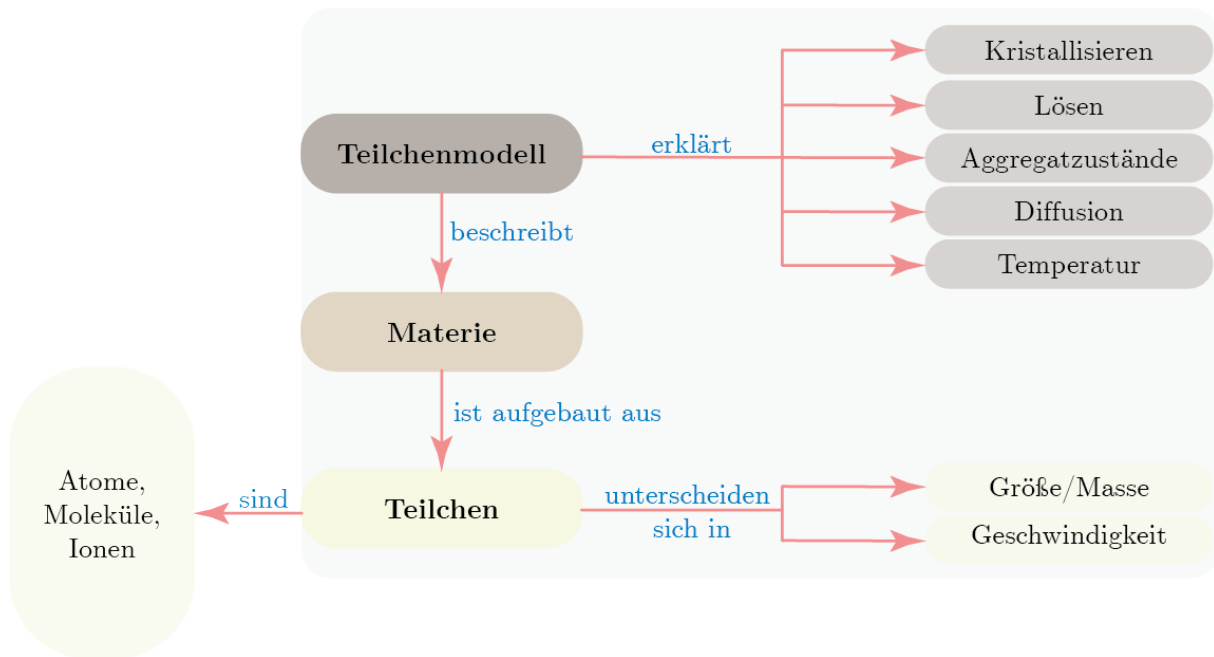 Kristallisieren
Lösen
Teilchenmodell
erklärt
Aggregatzustände
Diffusion
beschreibt
Temperatur
Materie
ist aufgebaut aus
Atome,
Moleküle,
Ionen
sind
Teilchen
unterscheiden
sich in
Größe/Masse
Geschwindigkeit